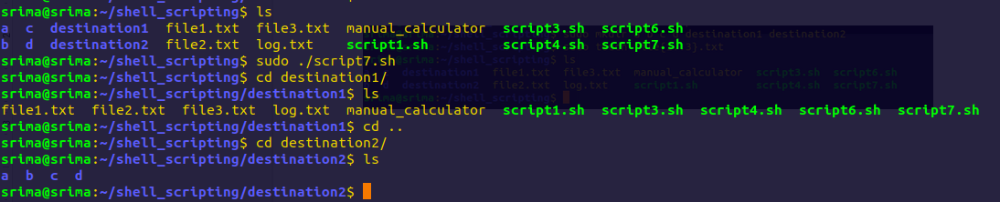 srima@srima:~/shell_scripting$ ls
a  c  destination1  file1.txt  file3.txt  manual_calculator  script3.sh  script6.sh
b  d  destination2  file2.txt  log.txt    script1.sh         script4.sh  script7.sh
srima@srima:~/shell_scripting$ sudo ./script7.sh
srima@srima:~/shell_scripting$ cd destination1/
srima@srima:~/shell_scripting/destination1$ ls
file1.txt  file2.txt  file3.txt  log.txt  manual_calculator  script1.sh  script3.sh  script4.sh  script6.sh  script7.sh
srima@srima:~/shell_scripting/destination1$ cd ..
srima@srima:~/shell_scripting$ cd destination2/
srima@srima:~/shell_scripting/destination2$ ls
a  b  c  d
srima@srima:~/shell_scripting/destination2$